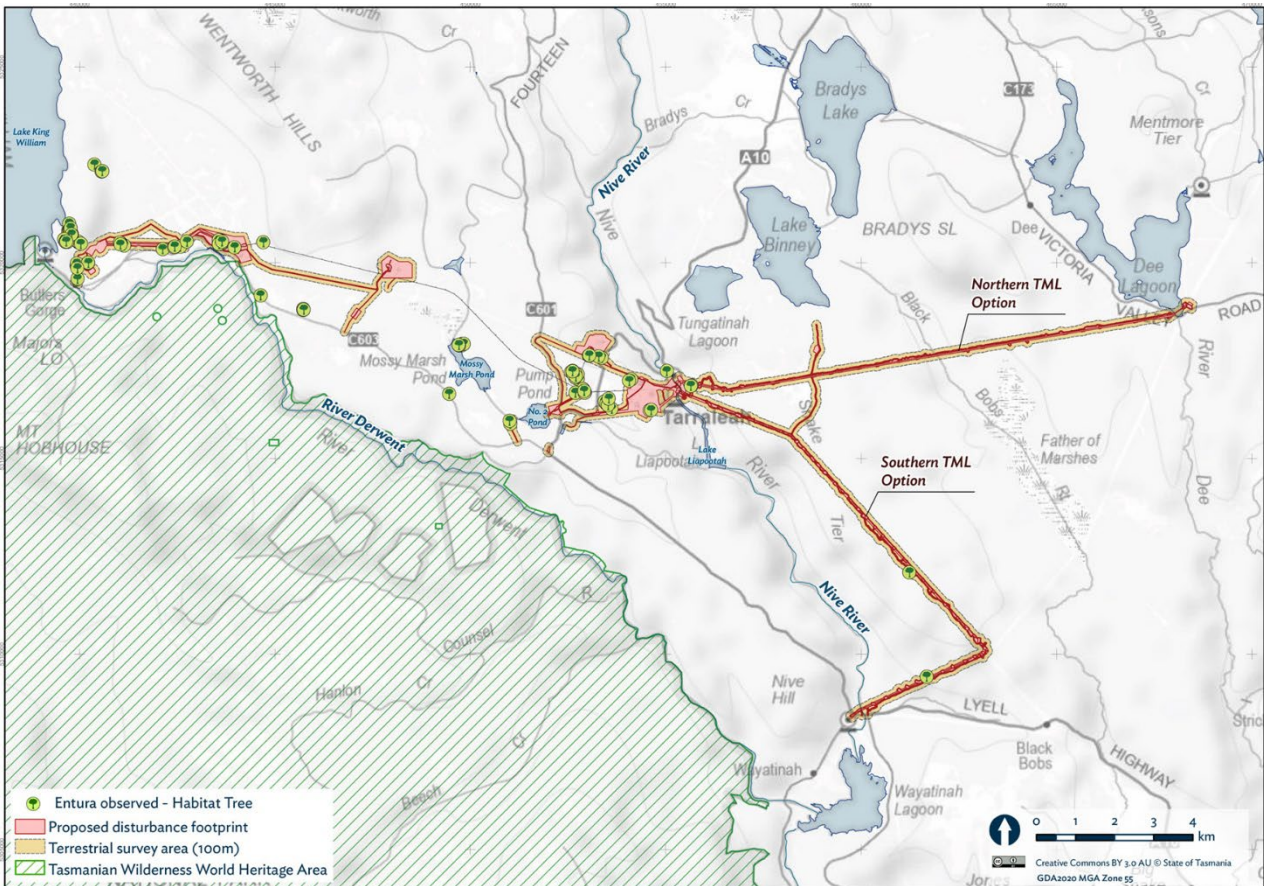 WENTWORTH
HILLS
Cr
FOURTEEN
Lake King
William
Bradys
Cr
Bradys
Lake
C173
Cr
Mentmore
Tier
A10
Nive River
Nive
Lake
Binney
BRADYS SL
Dee
VICTORIA
Dee
Lagoon
VALLEY
ROAD
Northern TML
Option
Butlers
Gorge
Majors
LO
C603
C601
Mossy Marsh
Pond
Mossy
Marsh Pond
Pump
Pond
No. 2
Pond
Tungatinah
Lagoon
Black
Bobs
Rt
Tarraleah
L
Liapootah
Lake
Liapootah
River
Southern TML
Option
Father of
Marshes
River
Dee
MT
HOBHOUSE
River Derwent
River
Derwent
Tier
Nive River
R
Counsel
Cr
Hanlon
Cr
Beech
Nive
Hill
LYELL
HIGHWAY
Black
Bobs
Wayatinah
Wayatinah
Lagoon
Entura observed - Habitat Tree
Proposed disturbance footprint
Terrestrial survey area (100m)
Tasmanian Wilderness World Heritage Area
0 1 2 3 4
km
Creative Commons BY 3.0 AU © State of Tasmania
GDA2020 MGA Zone 55